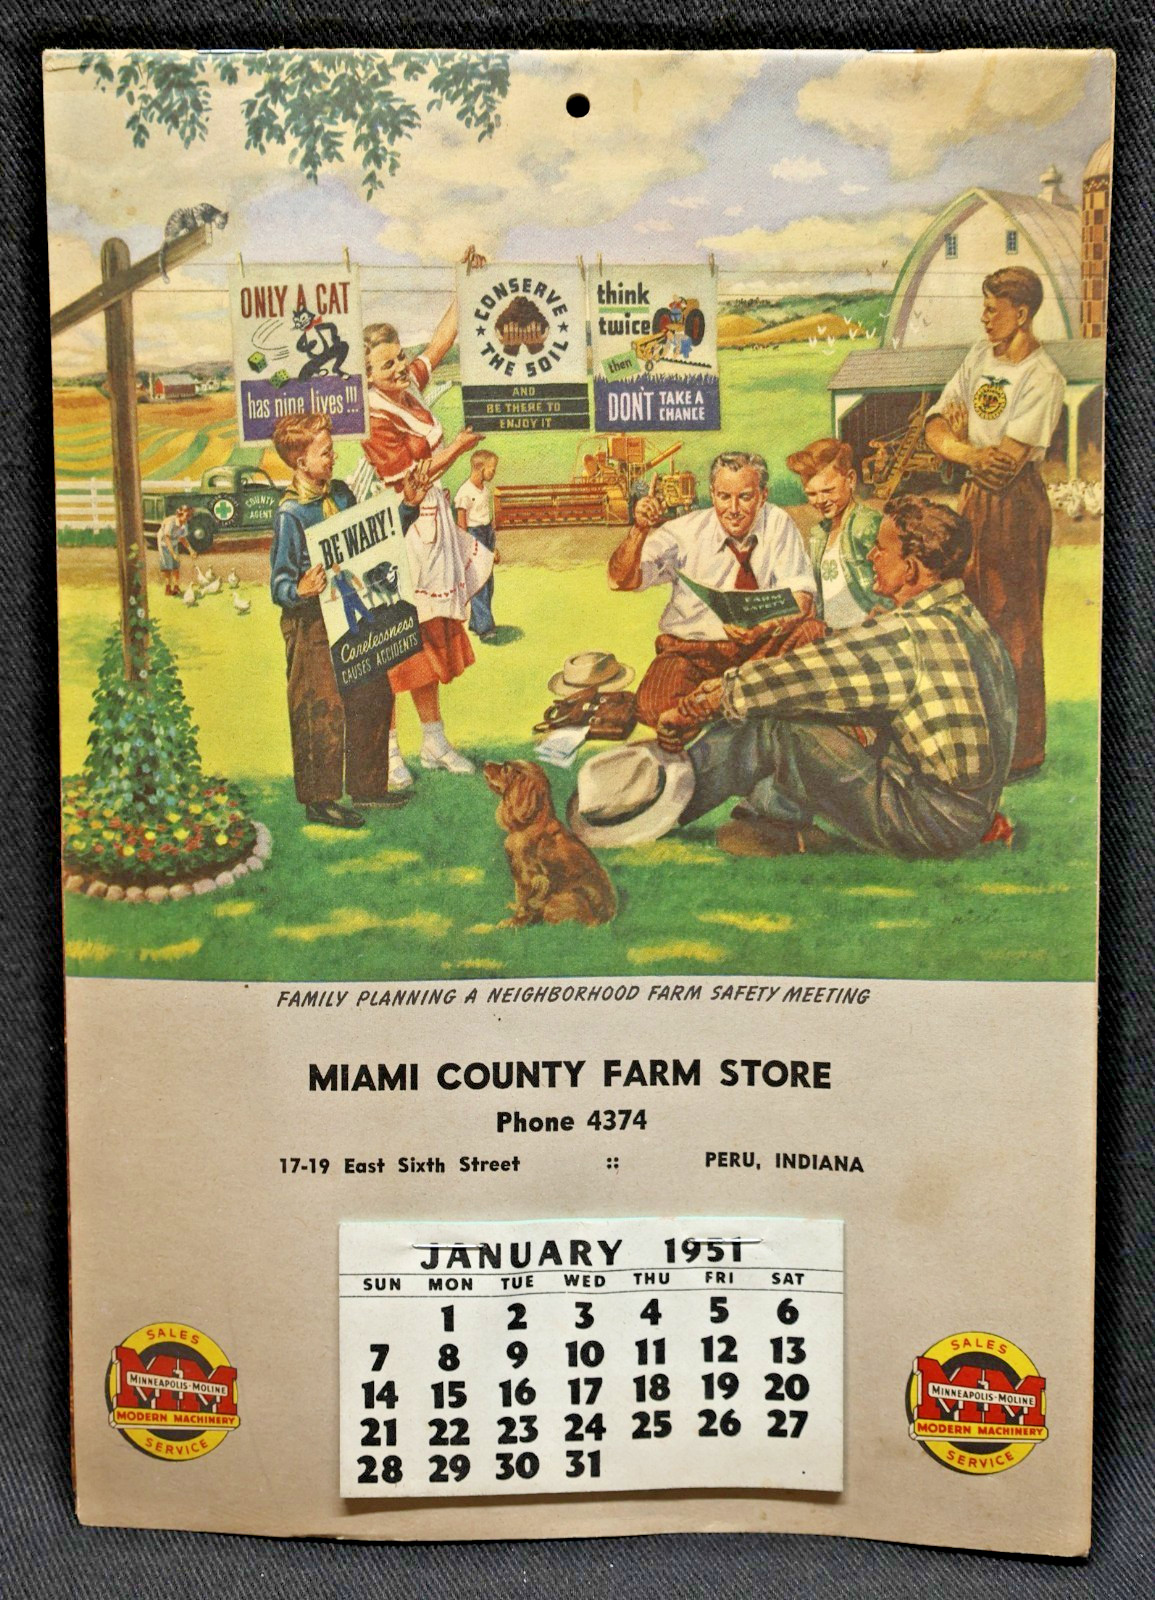 ONLY A CAT
has nine lives!!!
CONSERVE
THE SOIL
AND
BE THERE TO
ENJOY IT
think
twice
then
DON'T TAKE A
CHANCE
COUNTY
AGENT
BE WARY!
Carelessness
CAUSES ACCIDENTS
FARM
SAFETY
FAMILY PLANNING A NEIGHBORHOOD FARM SAFETY MEETING
MIAMI COUNTY FARM STORE
Phone 4374
17-19 East Sixth Street :: PERU, INDIANA
JANUARY 1951
SUN MON TUE WED THU FRI SAT
1 2 3 4 5 6
7 8 9 10 11 12 13
14 15 16 17 18 19 20
21 22 23 24 25 26 27
28 29 30 31
SALES
MM
MINNEAPOLIS-MOLINE
MODERN MACHINERY
SERVICE
SALES
MM
MINNEAPOLIS-MOLINE
MODERN MACHINERY
SERVICE